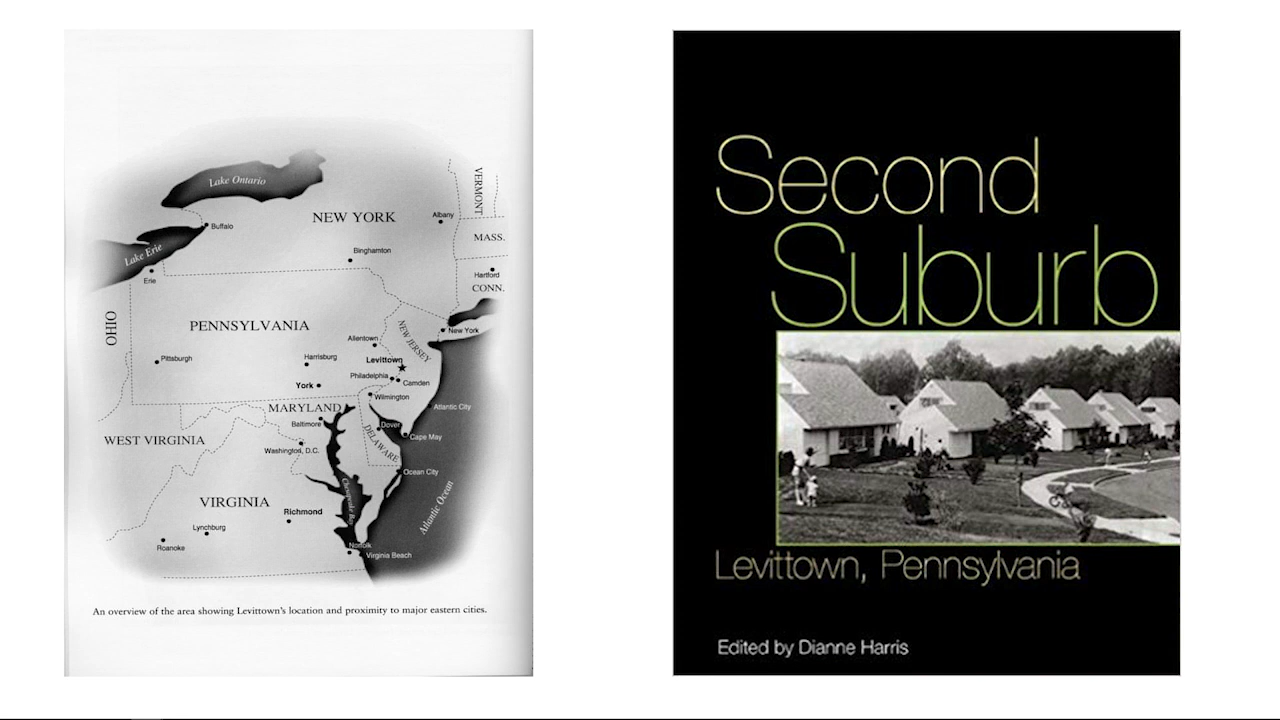 Lake Ontario
VERMONT
NEW YORK
Albany
Buffalo
MASS.
Lake Erie
Binghamton
Erie
Hartford
CONN.
OHIO
PENNSYLVANIA
NEW JERSEY
New York
Allentown
Pittsburgh
Harrisburg
Levittown
Philadelphia
Camden
York
Wilmington
MARYLAND
Atlantic City
Baltimore
Dover
DELAWARE
Cape May
WEST VIRGINIA
Washington, D.C.
Ocean City
Chesapeake Bay
Atlantic Ocean
VIRGINIA
Richmond
Lynchburg
Roanoke
Norfolk
Virginia Beach
An overview of the area showing Levittown's location and proximity to major eastern cities.
Second
Suburb
Levittown, Pennsylvania
Edited by Dianne Harris